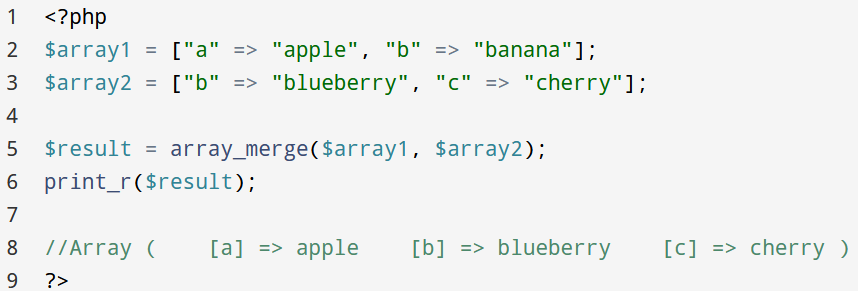 1 <?php
2 $array1 = ["a" => "apple", "b" => "banana"];
3 $array2 = ["b" => "blueberry", "c" => "cherry"];
4
5 $result = array_merge($array1, $array2);
6 print_r($result);
7
8 //Array (    [a] => apple    [b] => blueberry    [c] => cherry )
9 ?>